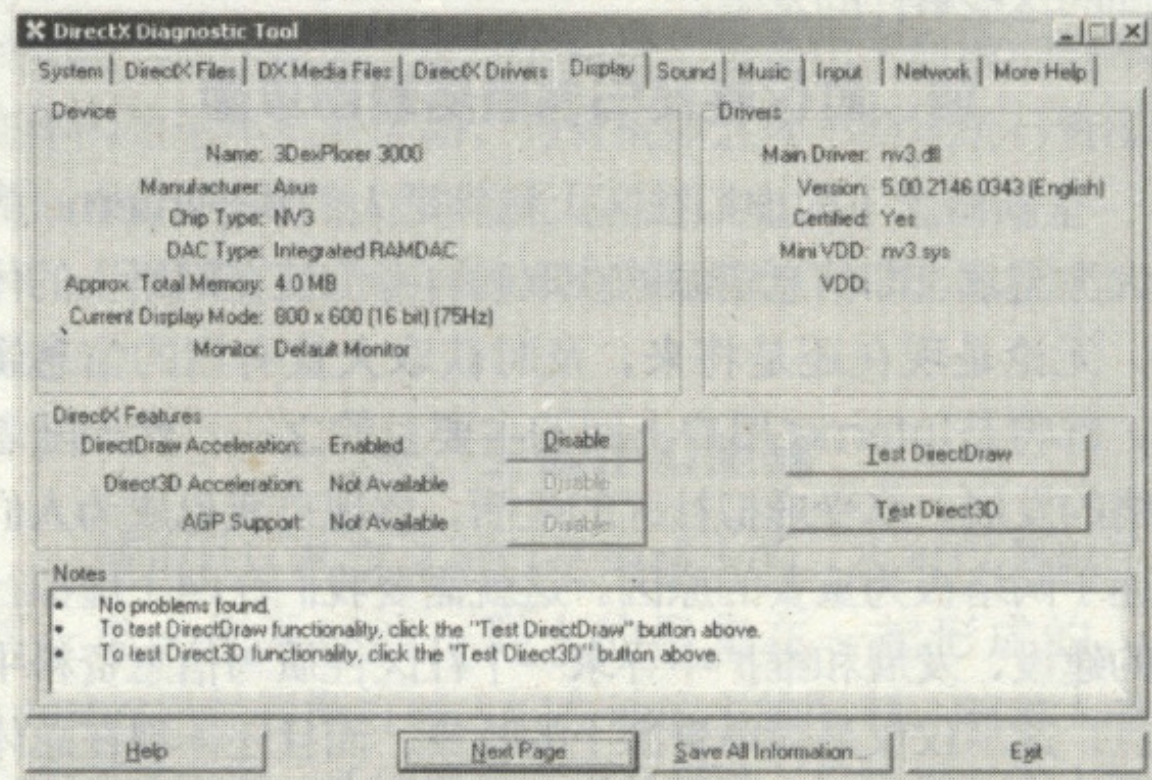 DirectX Diagnostic Tool
System DirectX Files DX Media Files DirectX Drivers Display Sound Music Input Network More Help
Device
Name: 3DexPlorer 3000
Manufacturer: Asus
Chip Type: NV3
DAC Type: Integrated RAMDAC
Approx. Total Memory: 4.0 MB
Current Display Mode: 800 x 600 (16 bit) (75Hz)
Monitor: Default Monitor
Drivers
Main Driver: nv3.dll
Version: 5.00.2146.0343 (English)
Certified: Yes
Mini VDD: nv3.sys
VDD:
DirectX Features
DirectDraw Acceleration: Enabled Disable
Direct3D Acceleration: Not Available Disable
AGP Support: Not Available Disable
Test DirectDraw
Test Direct3D
Notes
• No problems found.
• To test DirectDraw functionality, click the "Test DirectDraw" button above.
• To test Direct3D functionality, click the "Test Direct3D" button above.
Help Next Page Save All Information... Exit